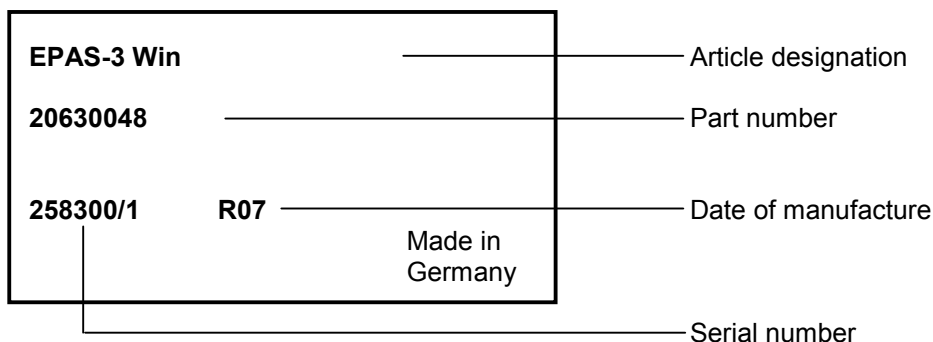 EPAS-3 Win Article designation
20630048 Part number
258300/1 R07 Date of manufacture
Made in
Germany
Serial number